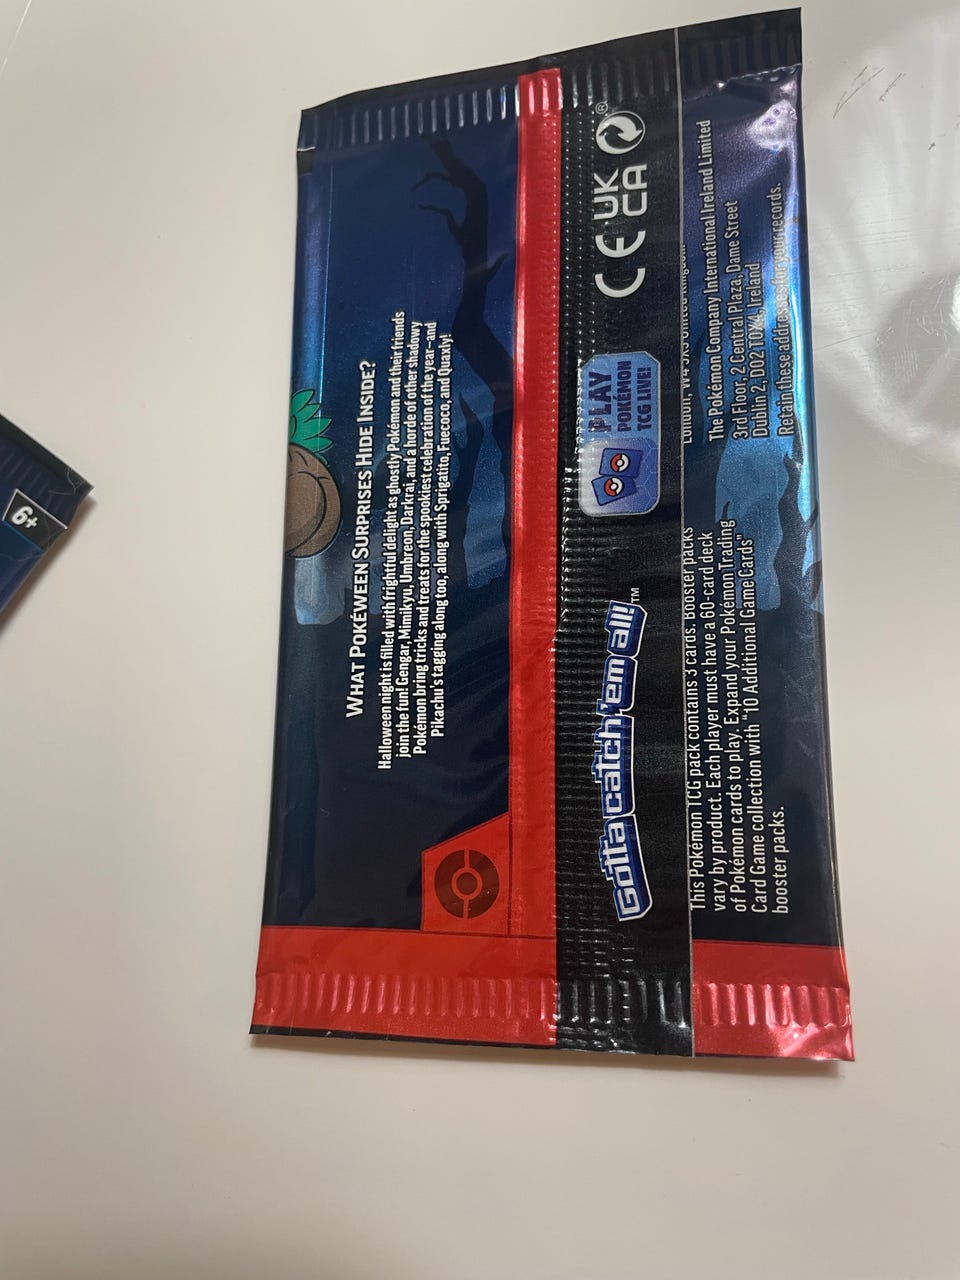 6+
WHAT POKÉWEEN SURPRISES HIDE INSIDE?
Halloween night is filled with frightful delight as ghostly Pokémon and their friends
join the fun! Gengar, Mimikyu, Umbreon, Darkrai, and a horde of other shadowy
Pokémon bring tricks and treats for the spookiest celebration of the year—and
Pikachu's tagging along too, along with Sprigatito, Fuecoco, and Quaxly!
Gotta catch 'em all!™
PLAY
POKÉMON
TCG LIVE!
CE UK
CA ®
This Pokémon TCG pack contains 3 cards. Booster packs
vary by product. Each player must have a 60-card deck
of Pokémon cards to play. Expand your Pokémon Trading
Card Game collection with "10 Additional Game Cards"
booster packs.
London, W4 United Kingdom
The Pokémon Company International Ireland Limited
3rd Floor, 2 Central Plaza, Dame Street
Dublin 2, D02 T0X4, Ireland
Retain these addresses for your records.